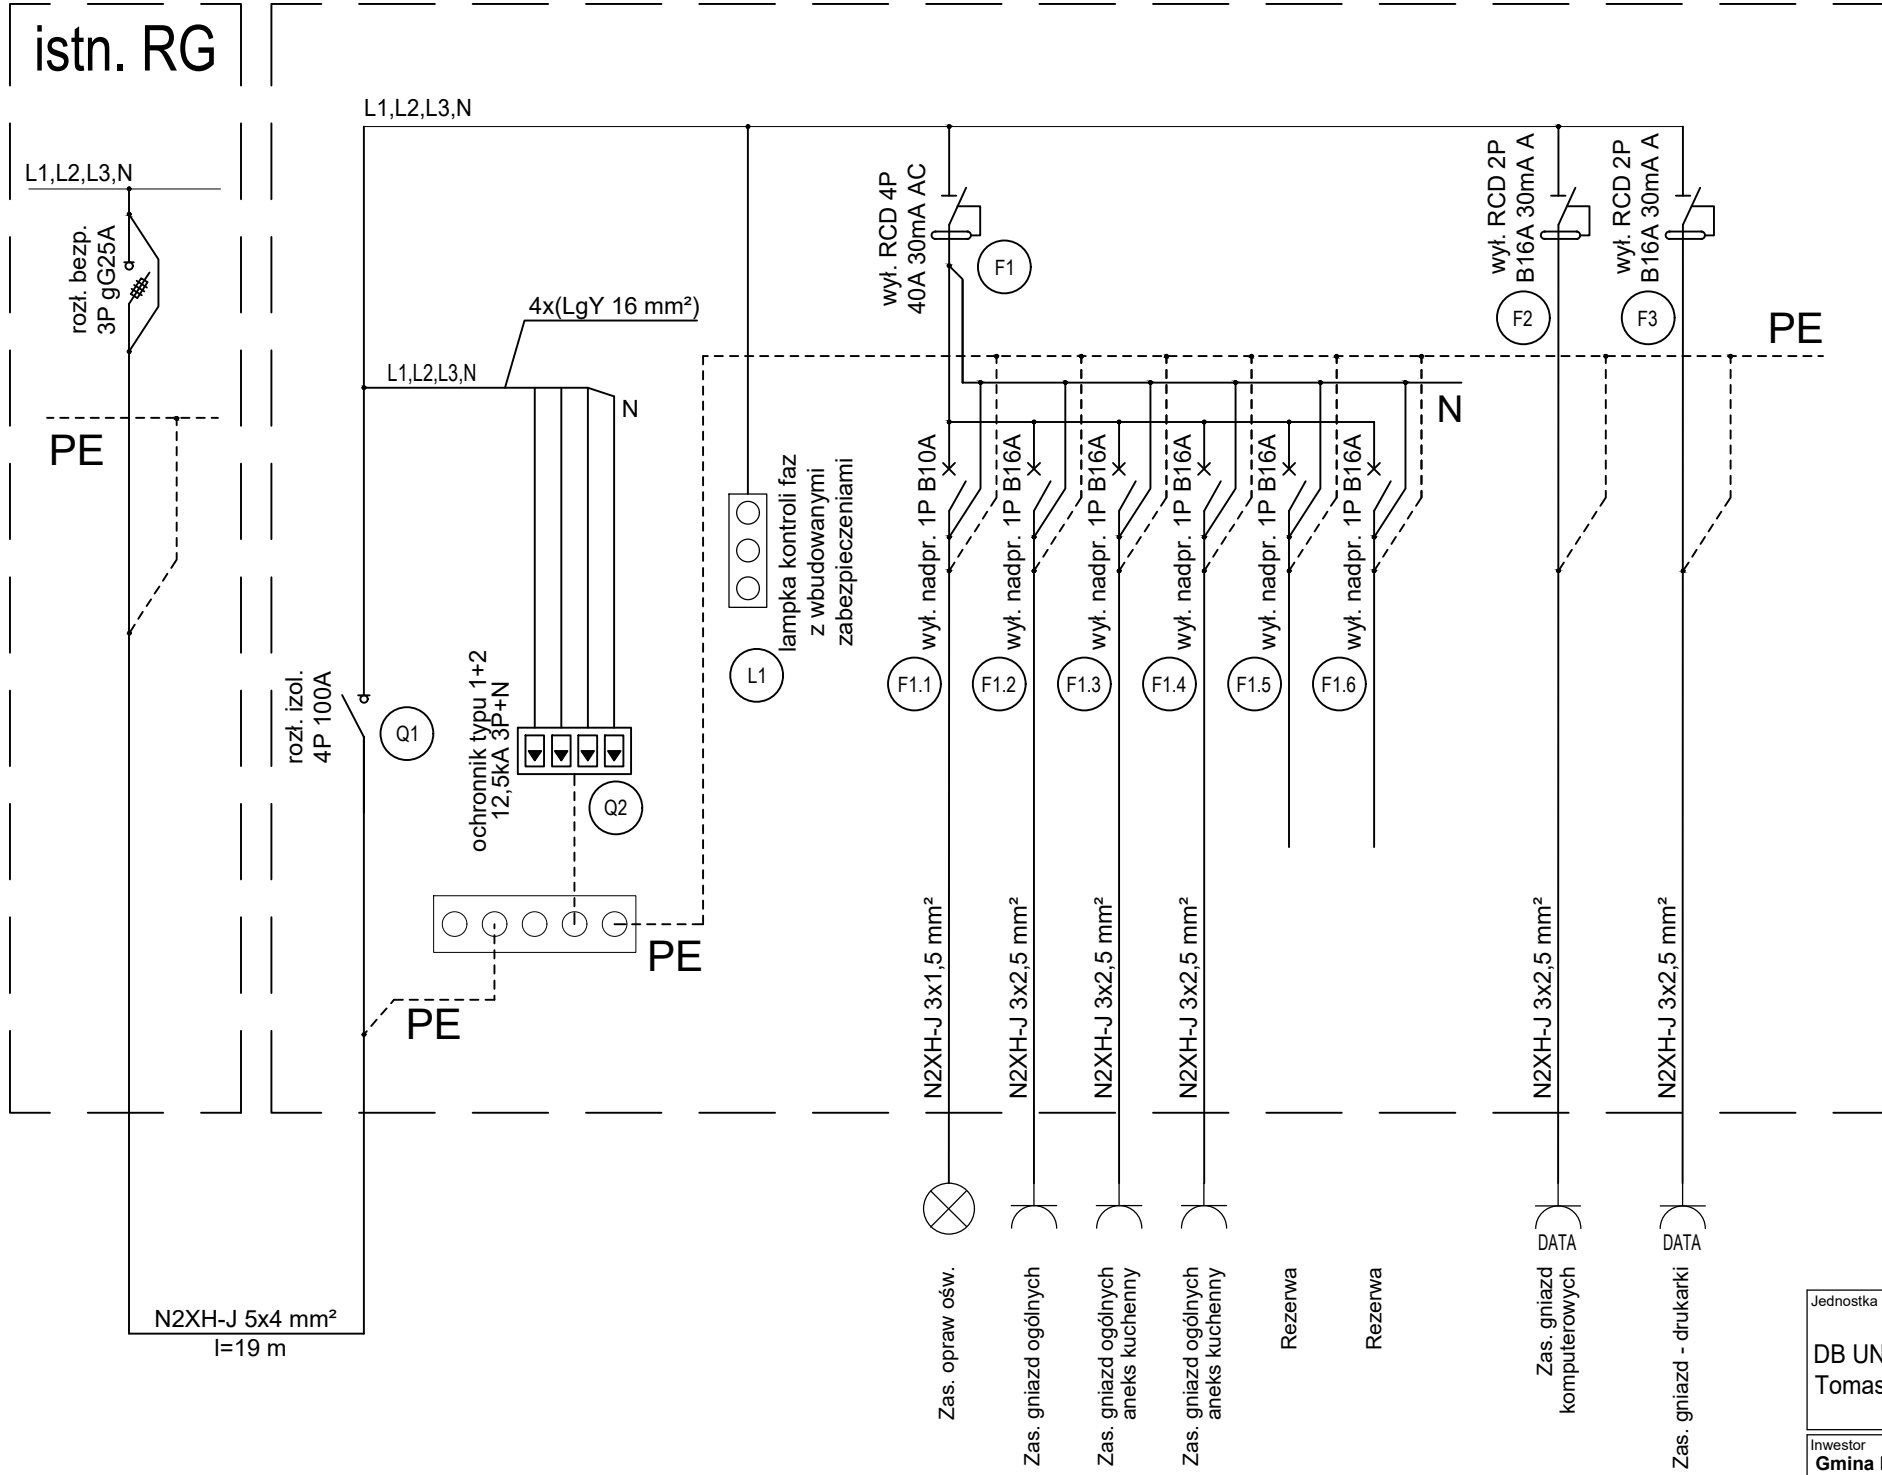 istn. RG
L1,L2,L3,N
rozł. bezp.
3P gG25A
PE
L1,L2,L3,N
L1,L2,L3,N
4x(LgY 16 mm²)
N
rozł. izol.
4P 100A
Q1
ochronnik typu 1+2
12,5kA 3P+N
Q2
PE
PE
lampka kontroli faz
z wbudowanymi
zabezpieczeniami
L1
wył. RCD 4P
40A 30mA AC
F1
wył. RCD 2P
B16A 30mA A
F2
wył. RCD 2P
B16A 30mA A
F3
PE
N
wył. nadpr. 1P B10A
wył. nadpr. 1P B16A
wył. nadpr. 1P B16A
wył. nadpr. 1P B16A
wył. nadpr. 1P B16A
wył. nadpr. 1P B16A
F1.1
F1.2
F1.3
F1.4
F1.5
F1.6
N2XH-J 3x1,5 mm²
N2XH-J 3x2,5 mm²
N2XH-J 3x2,5 mm²
N2XH-J 3x2,5 mm²
N2XH-J 3x2,5 mm²
N2XH-J 3x2,5 mm²
DATA
DATA
Zas. opraw ośw.
Zas. gniazd ogólnych
Zas. gniazd ogólnych
aneks kuchenny
Zas. gniazd ogólnych
aneks kuchenny
Rezerwa
Rezerwa
Zas. gniazd
komputerowych
Zas. gniazd - drukarki
N2XH-J 5x4 mm²
l=19 m
Jednostka
DB UN
Tomas
Inwestor
Gmina